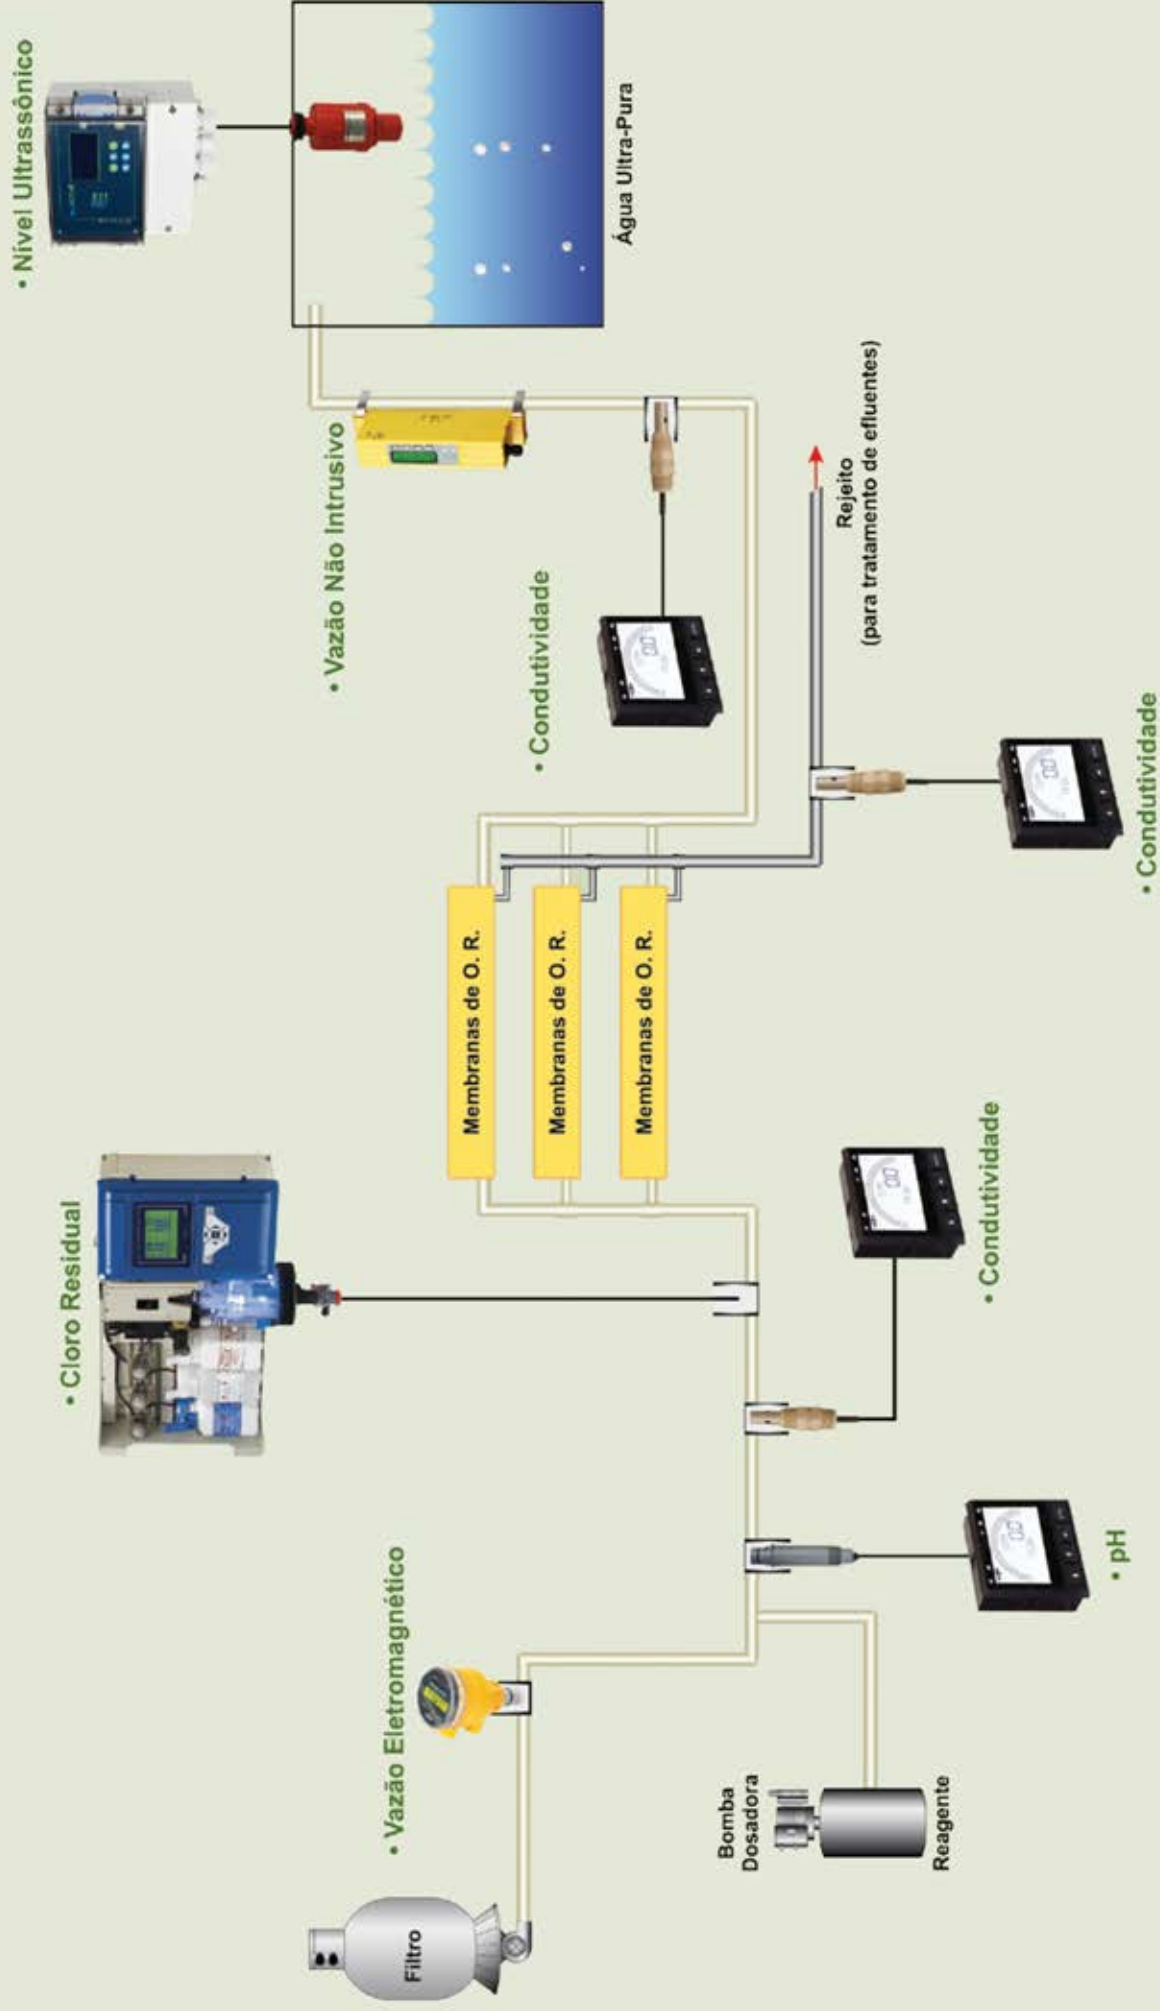 • Nível Ultrassônico
Água Ultra-Pura
• Vazão Não Intrusivo
• Condutividade
Rejeito
(para tratamento de efluentes)
• Condutividade
Membranas de O. R.
Membranas de O. R.
Membranas de O. R.
• Cloro Residual
• Condutividade
• pH
• Vazão Eletromagnético
Bomba
Dosadora
Reagente
Filtro